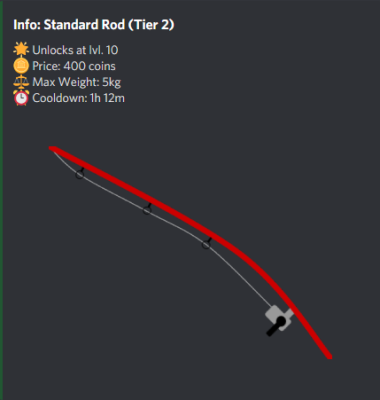 Info: Standard Rod (Tier 2)
Unlocks at lvl. 10
Price: 400 coins
Max Weight: 5kg
Cooldown: 1h 12m